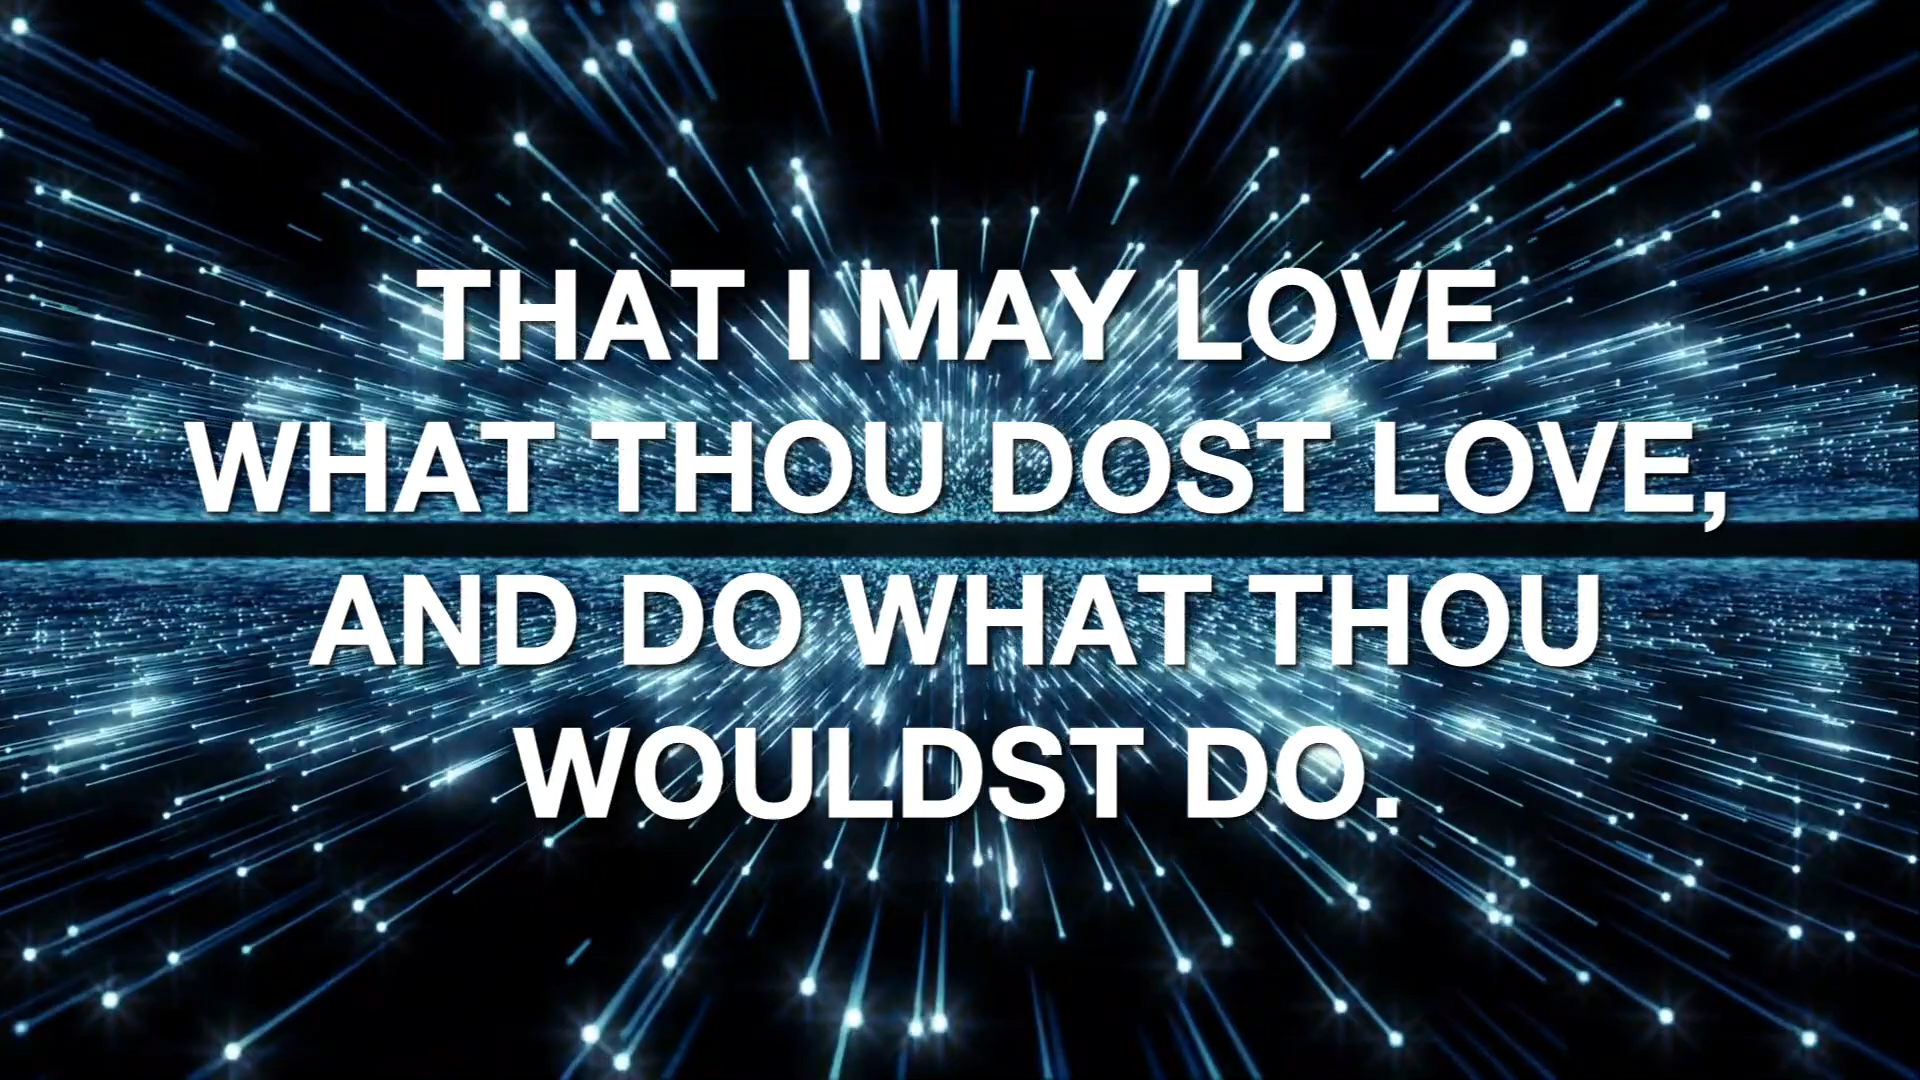 THAT I MAY LOVE
WHAT THOU DOST LOVE,
AND DO WHAT THOU
WOULDST DO.